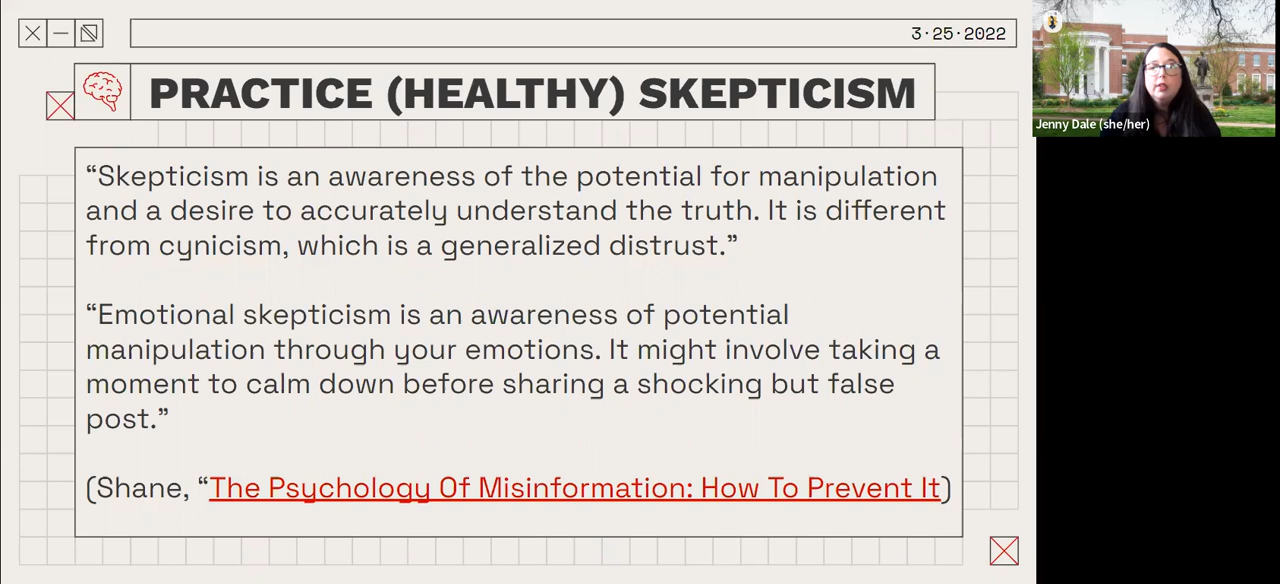 3·25·2022
PRACTICE (HEALTHY) SKEPTICISM
“Skepticism is an awareness of the potential for manipulation
and a desire to accurately understand the truth. It is different
from cynicism, which is a generalized distrust.”
“Emotional skepticism is an awareness of potential
manipulation through your emotions. It might involve taking a
moment to calm down before sharing a shocking but false
post.”
(Shane, “The Psychology Of Misinformation: How To Prevent It)
Jenny Dale (she/her)